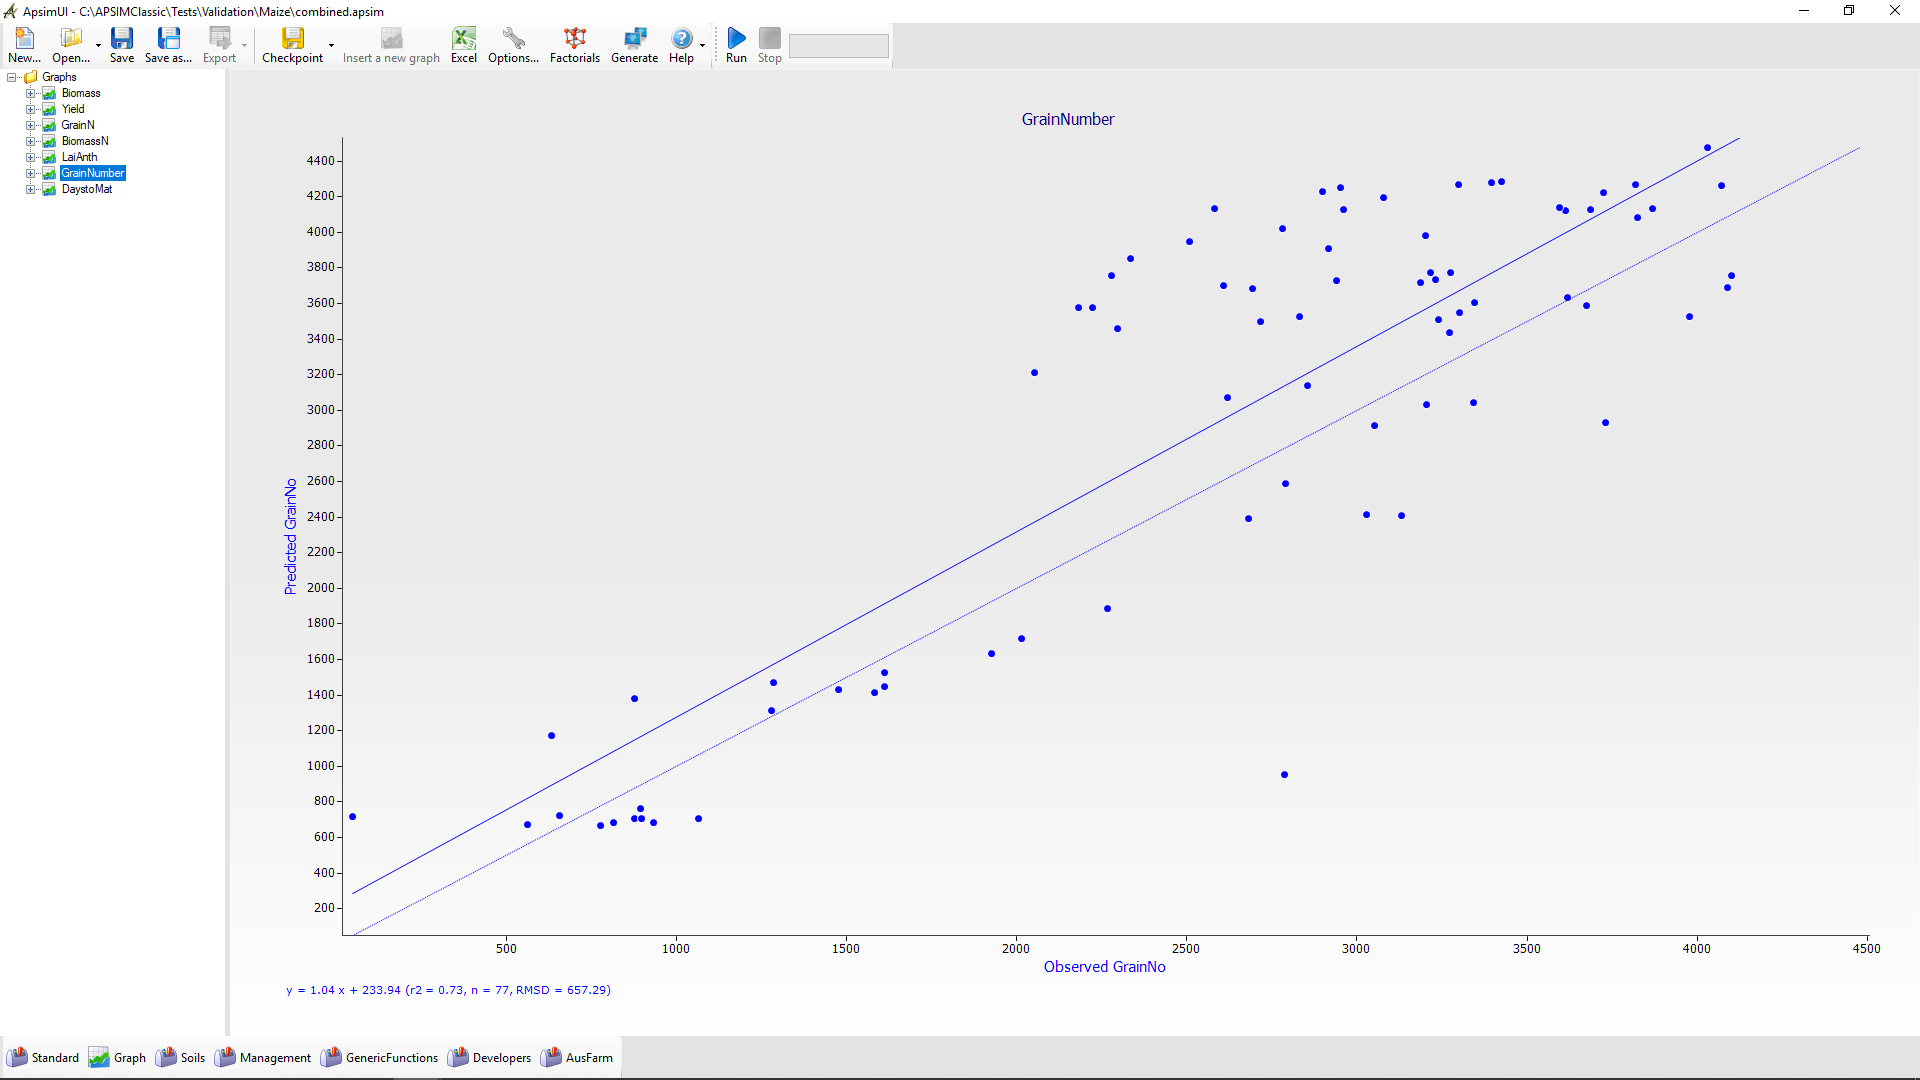 ApsimUI - C:\APSIMClassic\Tests\Validation\Maize\combined.apsim
New... Open... Save Save as... Export Checkpoint Insert a new graph Excel Options... Factorials Generate Help Run Stop
Graphs
Biomass
Yield
GrainN
BiomassN
LaiAnth
GrainNumber
DaystoMat
GrainNumber
4400
4200
4000
3800
3600
3400
3200
3000
2800
2600
2400
2200
2000
1800
1600
1400
1200
1000
800
600
400
200
Predicted GrainNo
500 1000 1500 2000 2500 3000 3500 4000 4500
Observed GrainNo
y = 1.04 x + 233.94 (r2 = 0.73, n = 77, RMSD = 657.29)
Standard Graph Soils Management GenericFunctions Developers AusFarm